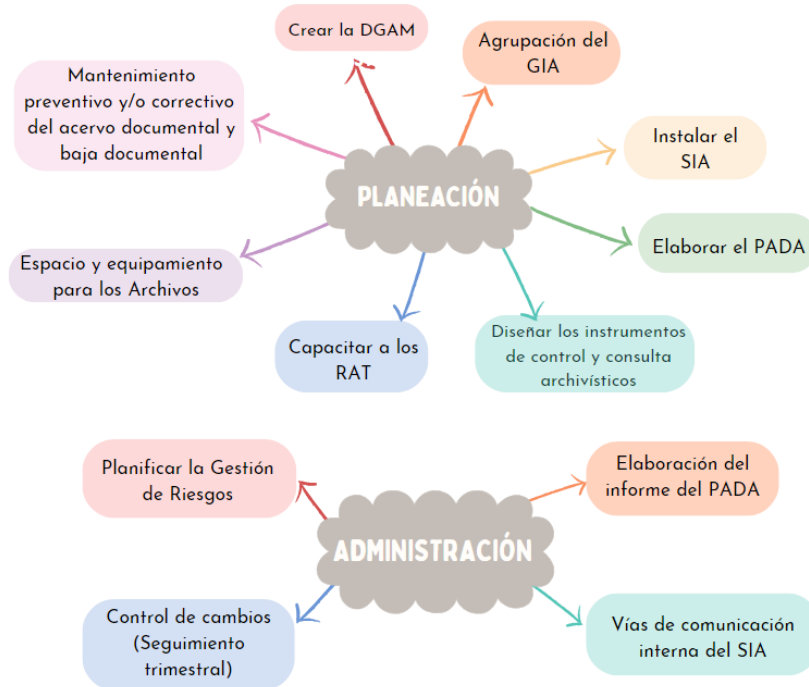 Crear la DGAM
Agrupación del
GIA
Mantenimiento
preventivo y/o correctivo
del acervo documental y
baja documental
Instalar el
SIA
PLANEACIÓN
Elaborar el PADA
Espacio y equipamiento
para los Archivos
Capacitar a los
RAT
Diseñar los instrumentos
de control y consulta
archivísticos
Planificar la Gestión
de Riesgos
Elaboración del
informe del PADA
ADMINISTRACIÓN
Control de cambios
(Seguimiento
trimestral)
Vías de comunicación
interna del SIA